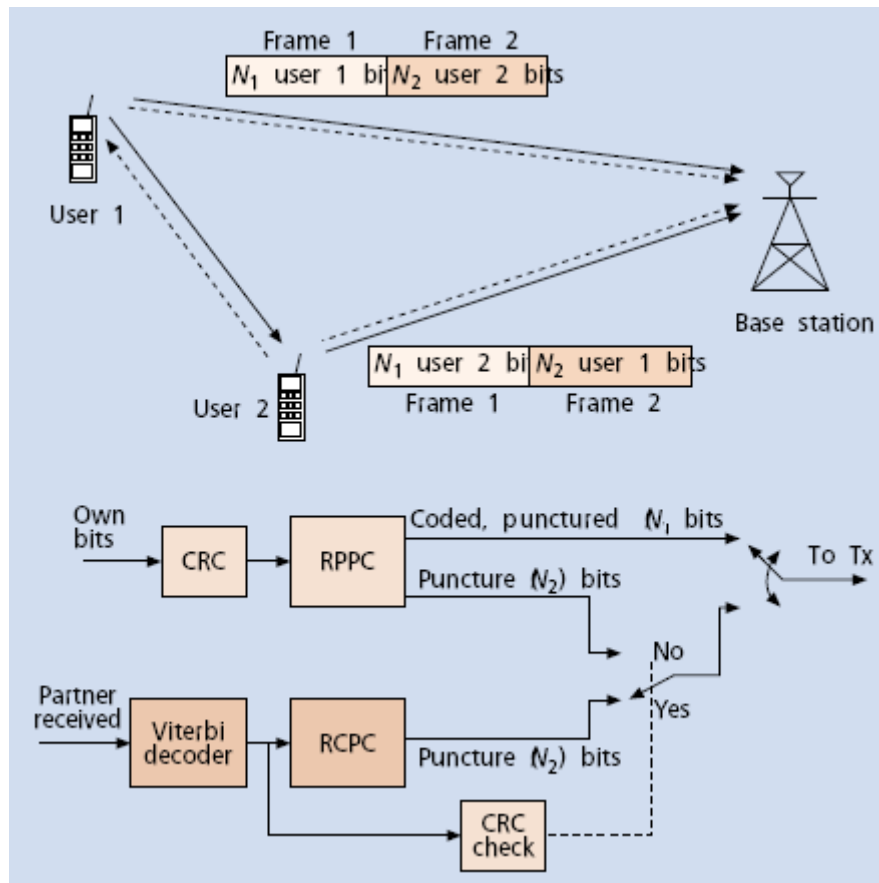 Frame 1 Frame 2
N1 user 1 bits N2 user 2 bits
User 1
Base station
N1 user 2 bits N2 user 1 bits
User 2
Frame 1 Frame 2
Own
bits
CRC
RPPC
Coded, punctured (N1 bits
To Tx
Puncture (N2) bits
No
Yes
Partner
received
Viterbi
decoder
RCPC
Puncture (N2) bits
CRC
check